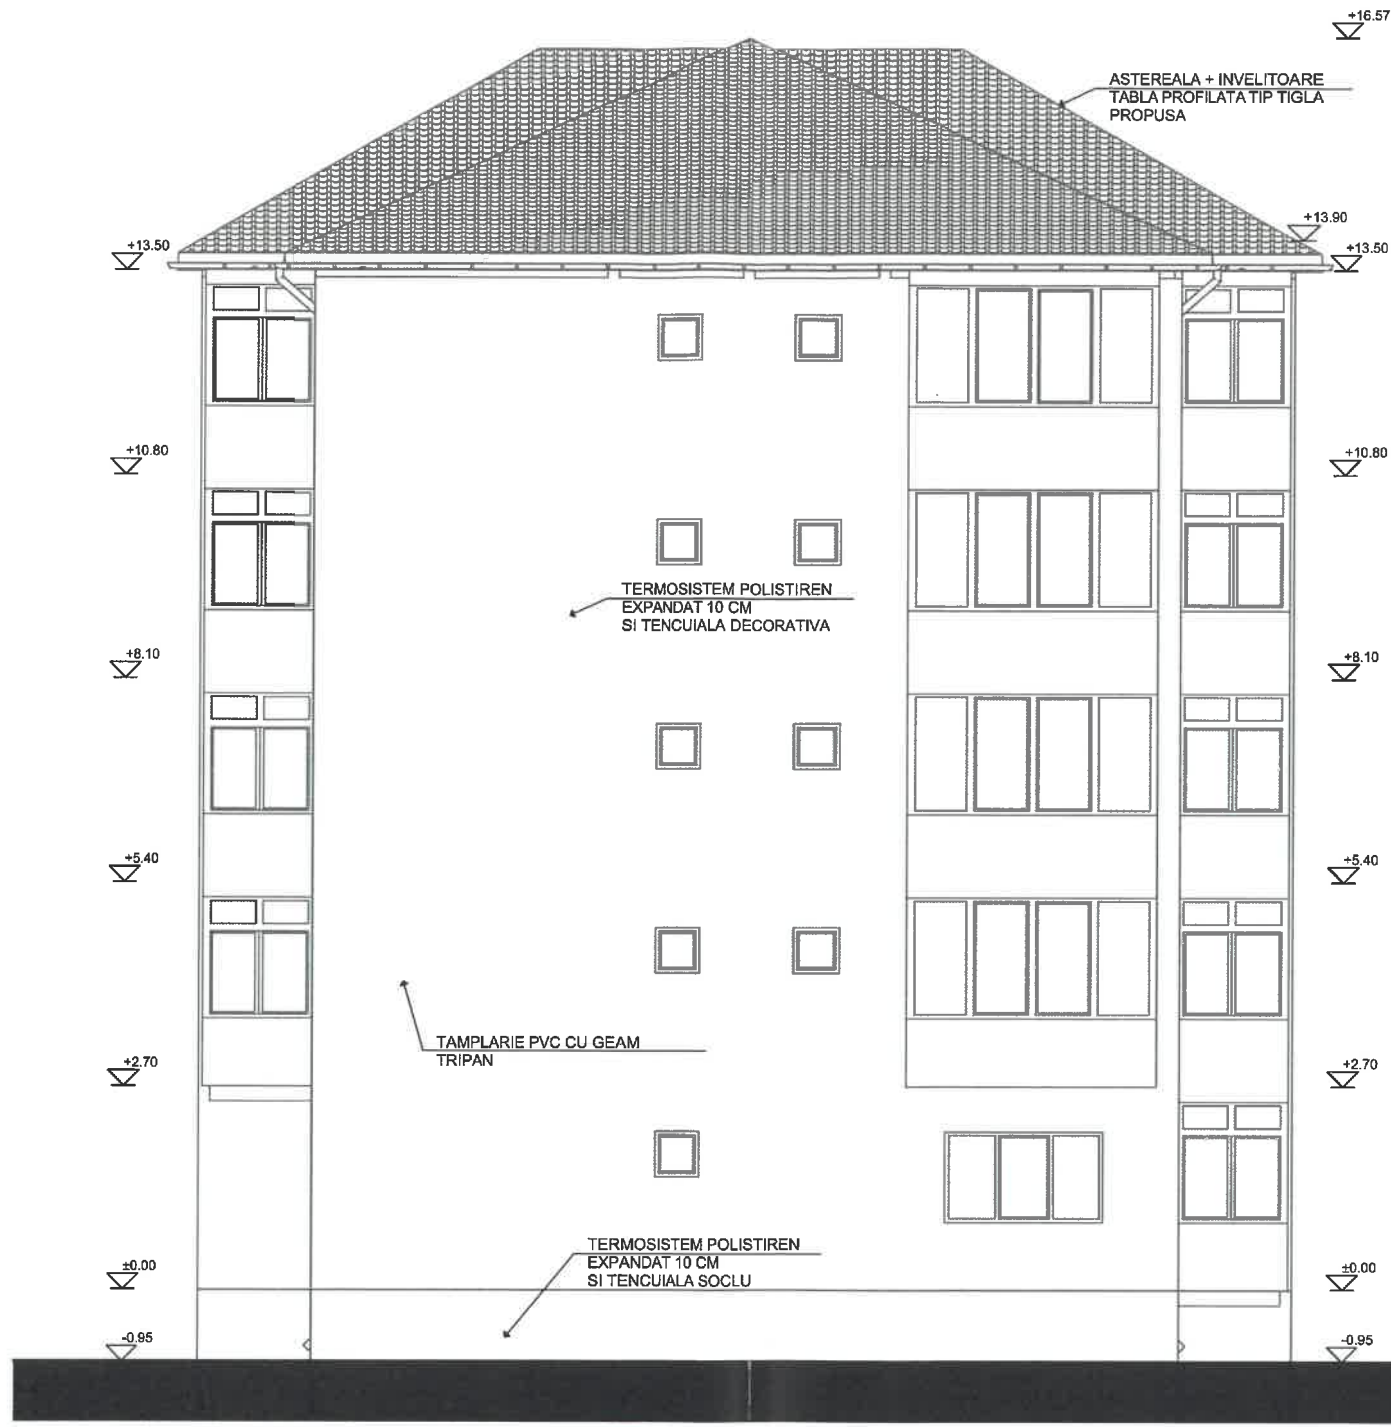 +16.57
ASTEREALA + INVELITOARE
TABLA PROFILATA TIP TIGLA
PROPUSA
+13.90
+13.50
+13.50
+10.80
+10.80
TERMOSISTEM POLISTIREN
EXPANDAT 10 CM
SI TENCUIALA DECORATIVA
+8.10
+8.10
+5.40
+5.40
TAMPLARIE PVC CU GEAM
TRIPAN
+2.70
+2.70
TERMOSISTEM POLISTIREN
EXPANDAT 10 CM
SI TENCUIALA SOCLU
±0.00
±0.00
-0.95
-0.95